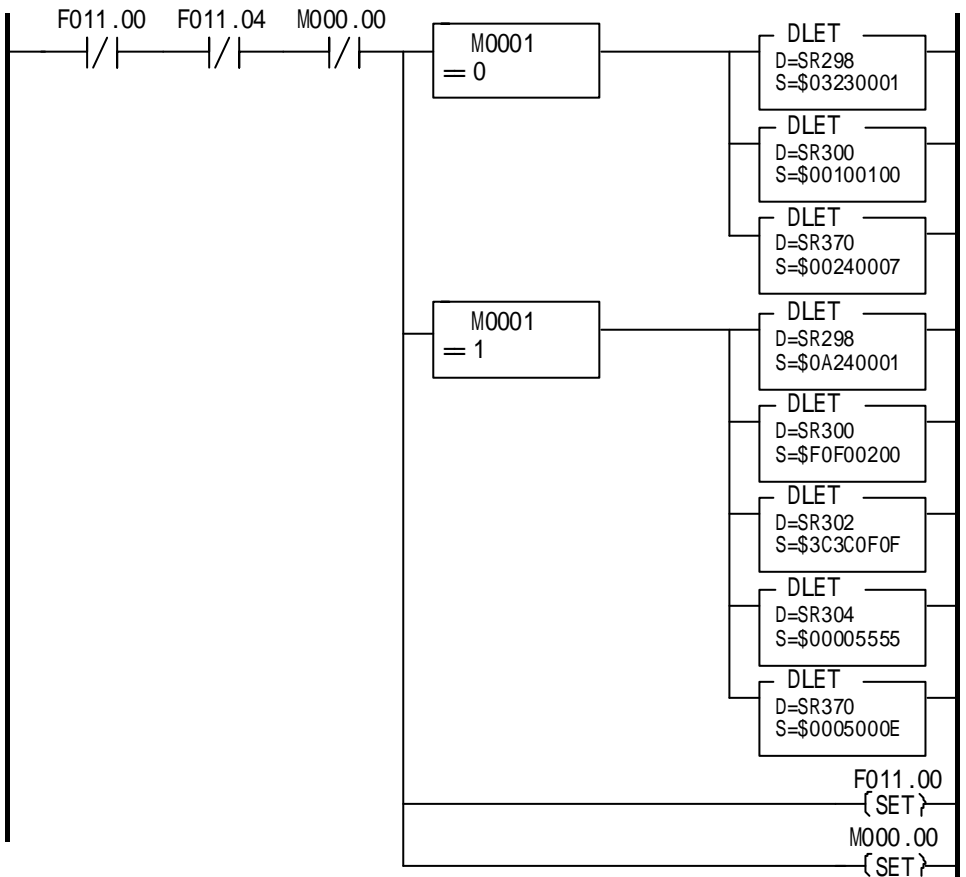 F011.00 F011.04 M000.00
M0001
= 0
DLET
D=SR298
S=$03230001
DLET
D=SR300
S=$00100100
DLET
D=SR370
S=$00240007
M0001
= 1
DLET
D=SR298
S=$0A240001
DLET
D=SR300
S=$F0F00200
DLET
D=SR302
S=$3C3C0F0F
DLET
D=SR304
S=$00005555
DLET
D=SR370
S=$0005000E
F011.00
(SET)
M000.00
(SET)